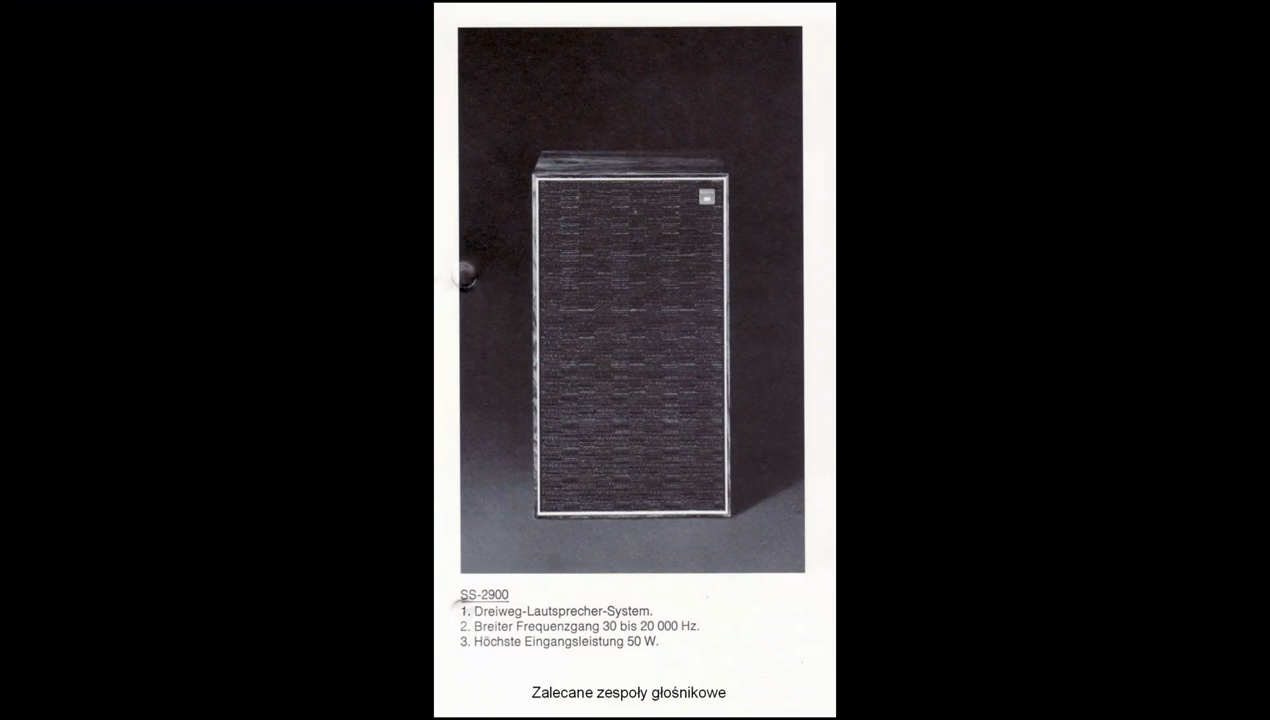 SS-2900
1. Dreiweg-Lautsprecher-System.
2. Breiter Frequenzgang 30 bis 20 000 Hz.
3. Höchste Eingangsleistung 50 W.
Zalecane zespoły głośnikowe